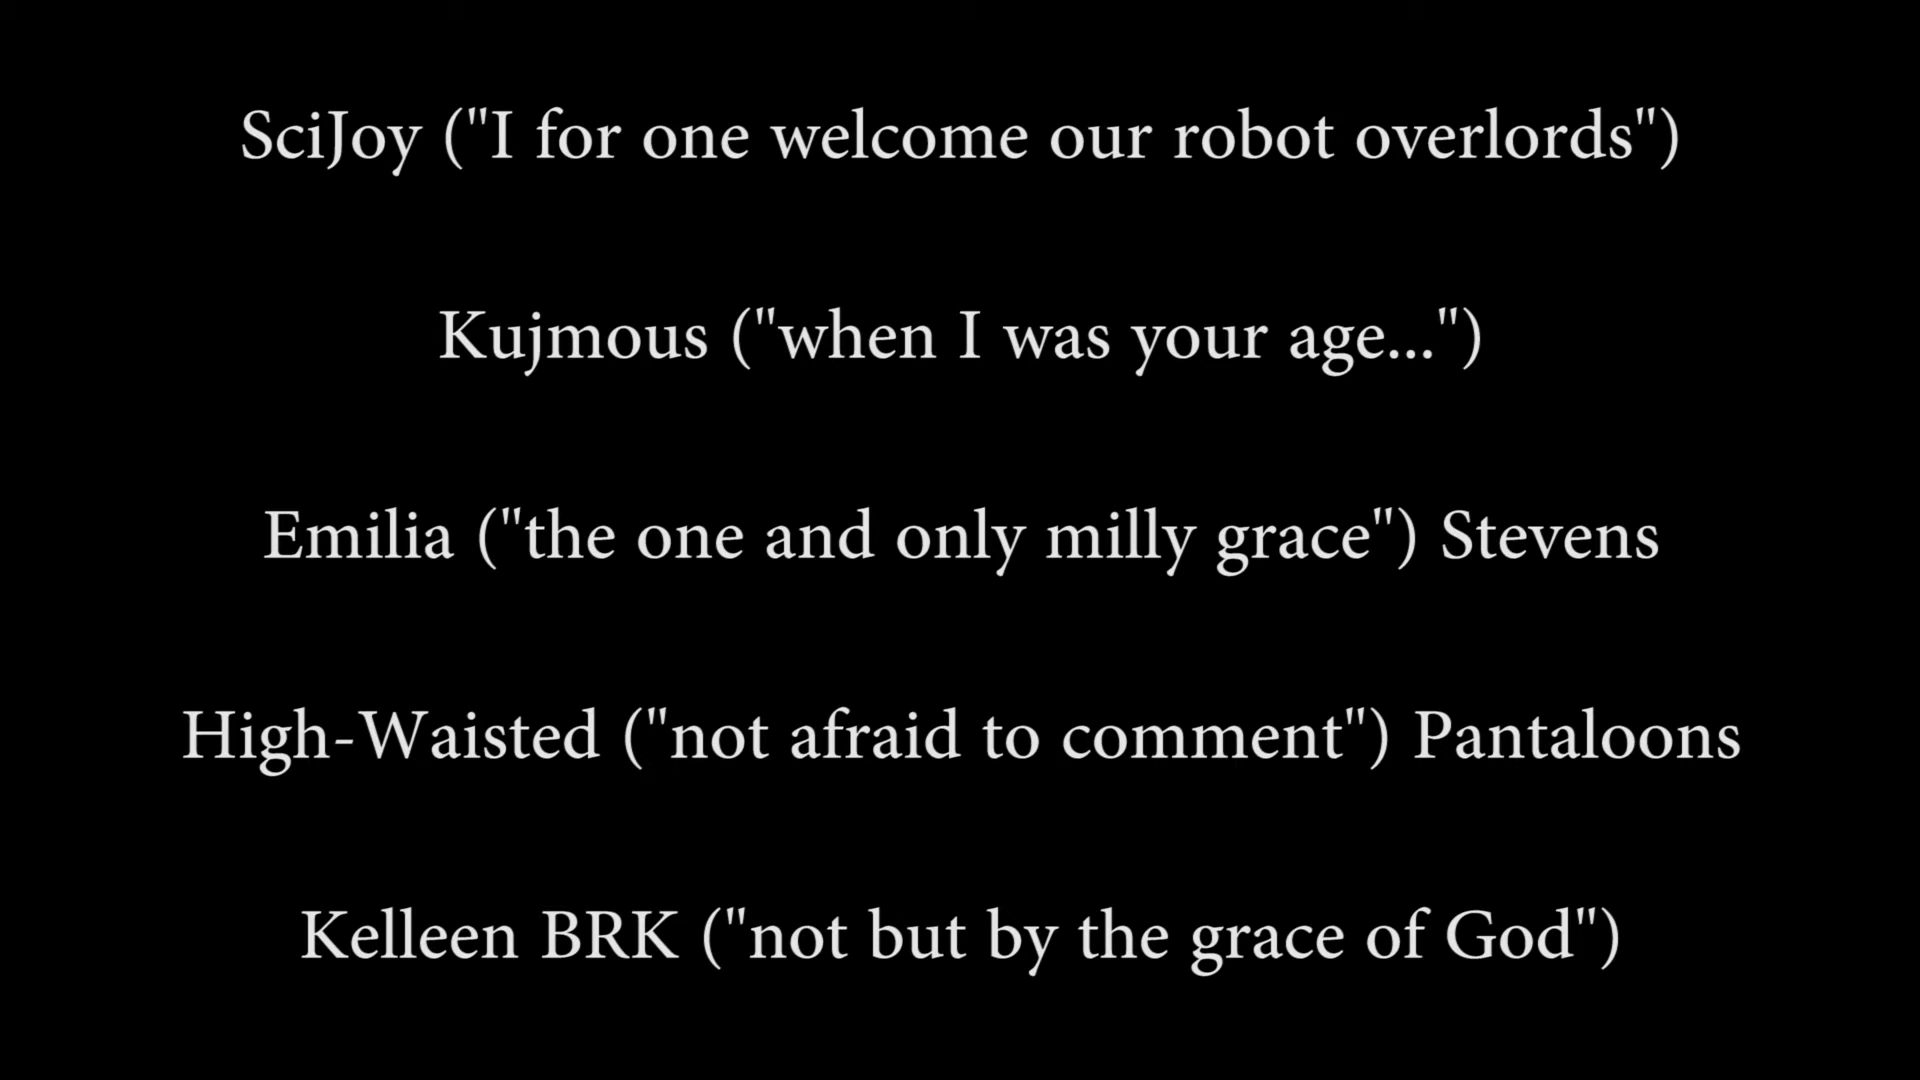 SciJoy ("I for one welcome our robot overlords")
Kujmous ("when I was your age...")
Emilia ("the one and only milly grace") Stevens
High-Waisted ("not afraid to comment") Pantaloons
Kelleen BRK ("not but by the grace of God")